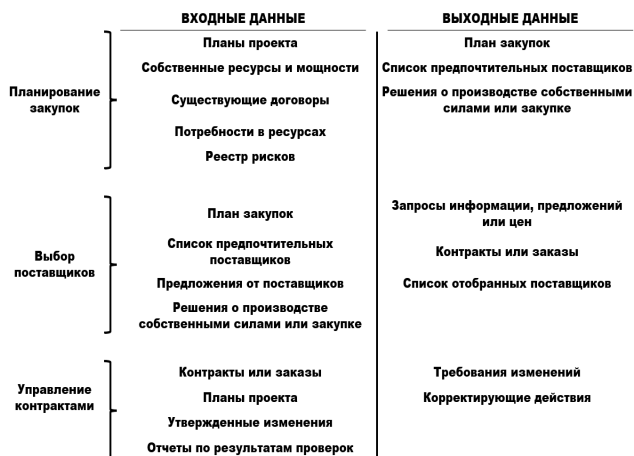 ВХОДНЫЕ ДАННЫЕ
ВЫХОДНЫЕ ДАННЫЕ
Планирование
закупок
Планы проекта
Собственные ресурсы и мощности
Существующие договоры
Потребности в ресурсах
Реестр рисков
План закупок
Список предпочтительных поставщиков
Решения о производстве собственными
силами или закупке
Выбор
поставщиков
План закупок
Список предпочтительных
поставщиков
Предложения от поставщиков
Решения о производстве
собственными силами или закупке
Запросы информации, предложений
или цен
Контракты или заказы
Список отобранных поставщиков
Управление
контрактами
Контракты или заказы
Планы проекта
Утвержденные изменения
Отчеты по результатам проверок
Требования изменений
Корректирующие действия